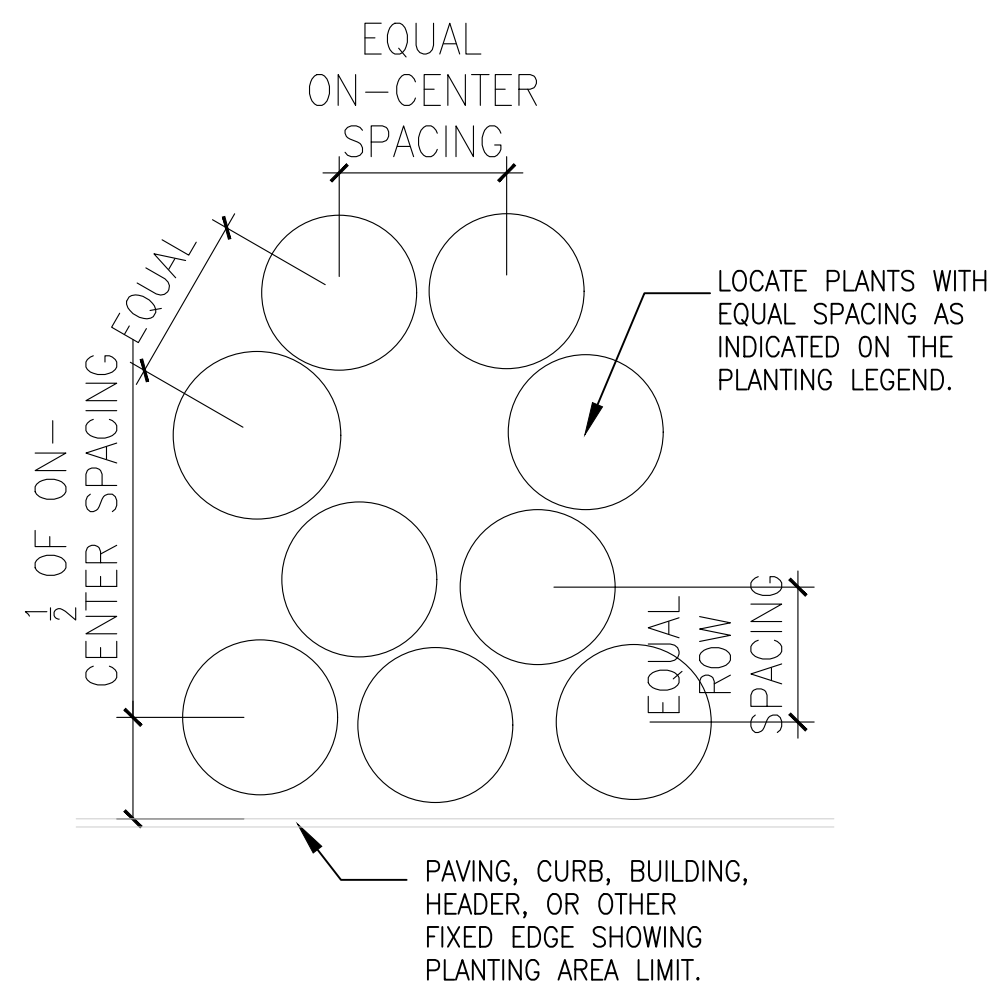 EQUAL
ON-CENTER
SPACING
EQUAL
LOCATE PLANTS WITH
EQUAL SPACING AS
INDICATED ON THE
PLANTING LEGEND.
1/2 OF ON-
CENTER SPACING
EQUAL
ROW
SPACING
PAVING, CURB, BUILDING,
HEADER, OR OTHER
FIXED EDGE SHOWING
PLANTING AREA LIMIT.